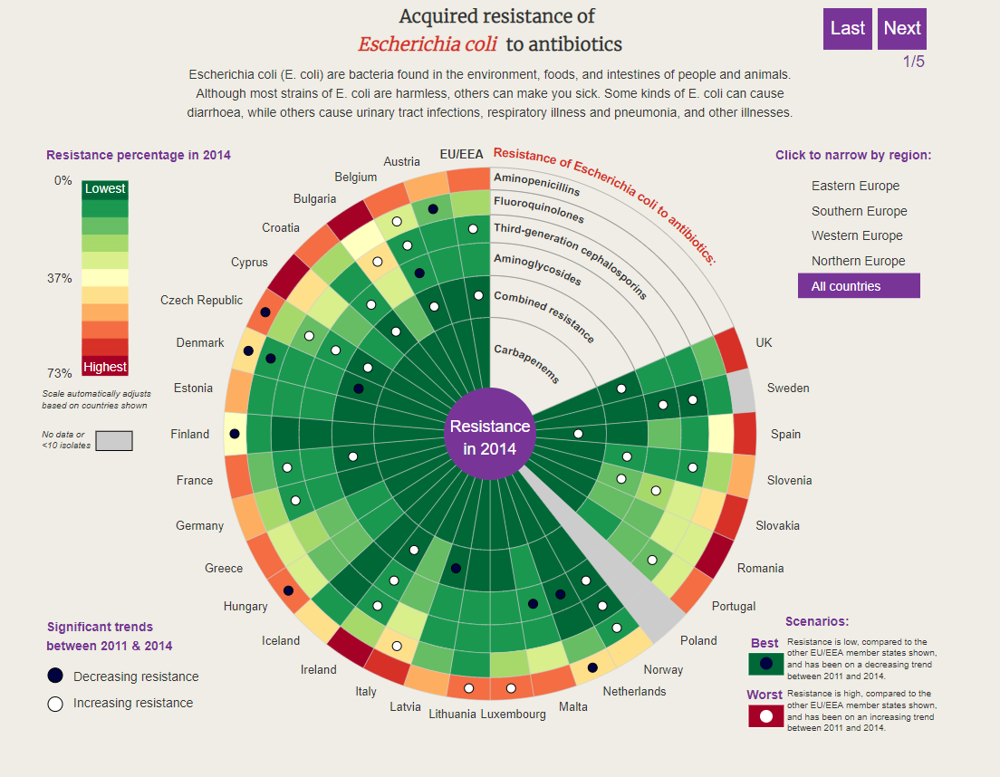 Acquired resistance of
Escherichia coli to antibiotics
Last
Next
1/5
Escherichia coli (E. coli) are bacteria found in the environment, foods, and intestines of people and animals.
Although most strains of E. coli are harmless, others can make you sick. Some kinds of E. coli can cause
diarrhoea, while others cause urinary tract infections, respiratory illness and pneumonia, and other illnesses.
Resistance percentage in 2014
0%
Lowest
37%
73%
Highest
Scale automatically adjusts
based on countries shown
No data or
<10 isolates
Click to narrow by region:
Eastern Europe
Southern Europe
Western Europe
Northern Europe
All countries
Resistance of Escherichia coli to antibiotics:
Aminopenicillins
Fluoroquinolones
Third-generation cephalosporins
Aminoglycosides
Combined resistance
Carbapenems
Resistance
in 2014
EU/EEA
Austria
Belgium
Bulgaria
Croatia
Cyprus
Czech Republic
Denmark
Estonia
Finland
France
Germany
Greece
Hungary
Iceland
Ireland
Italy
Latvia
Lithuania
Luxembourg
Malta
Netherlands
Norway
Poland
Portugal
Romania
Slovakia
Slovenia
Spain
Sweden
UK
Significant trends
between 2011 & 2014
Decreasing resistance
Increasing resistance
Scenarios:
Best
Resistance is low, compared to the
other EU/EEA member states shown,
and has been on a decreasing trend
between 2011 and 2014.
Worst
Resistance is high, compared to the
other EU/EEA member states shown,
and has been on an increasing trend
between 2011 and 2014.